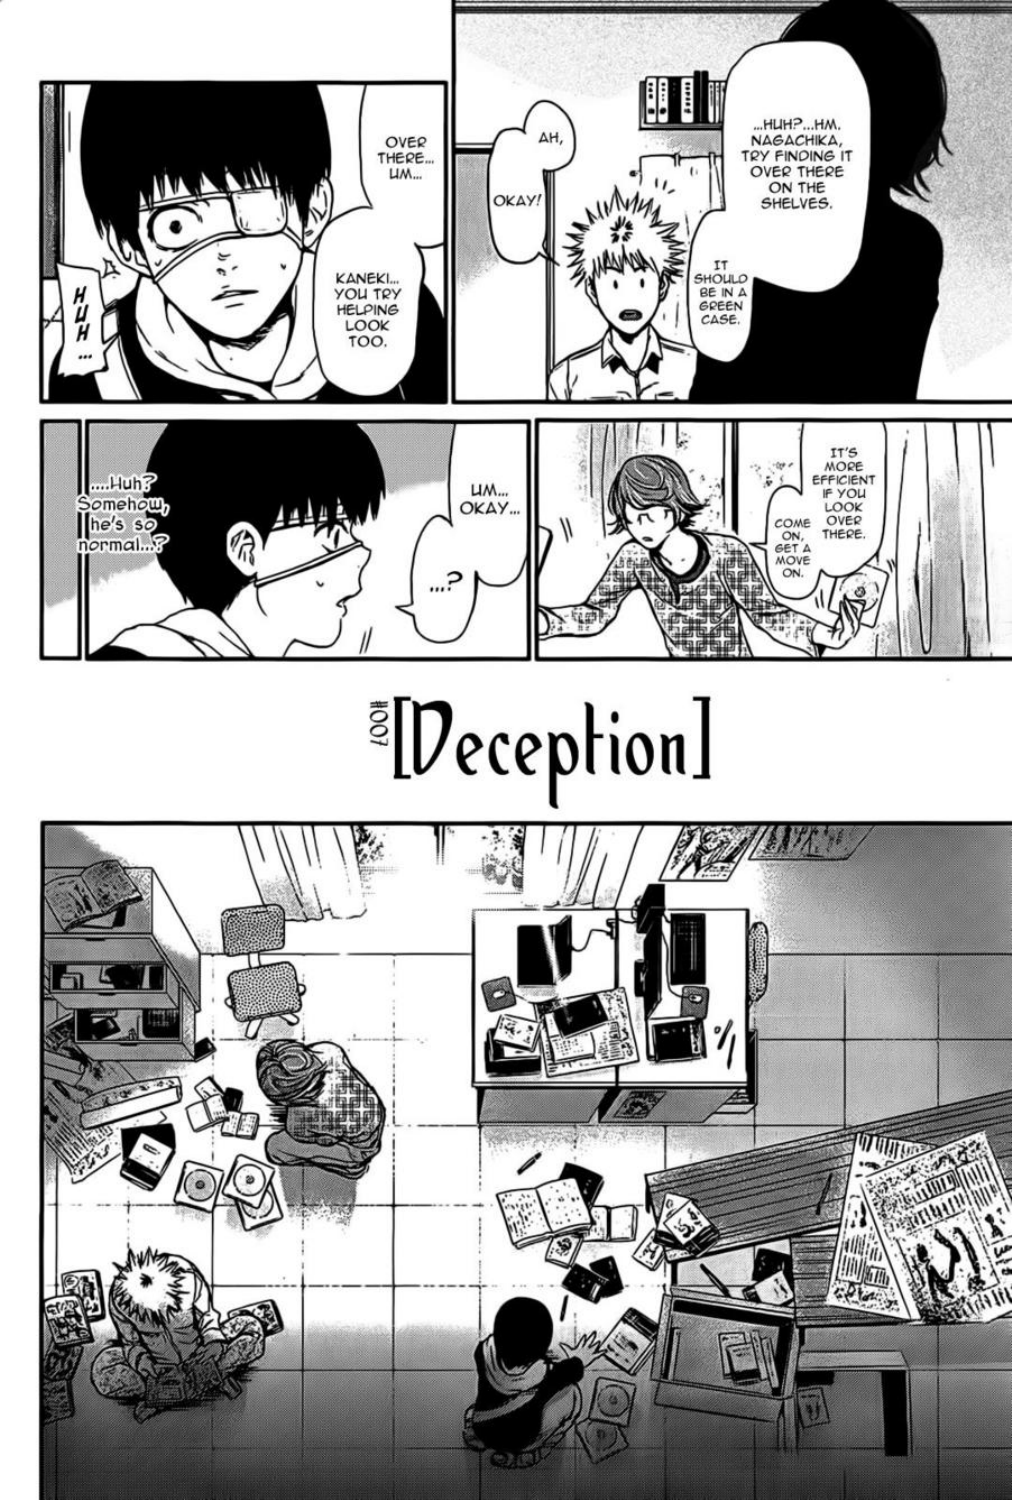 ...HUH?...HM.
NAGACHIKA,
TRY FINDING IT
OVER THERE
ON THE
SHELVES.
IT
SHOULD
BE IN A
GREEN
CASE.
AH,
OKAY!
OVER
THERE...
UM...
KANEKI...
YOU TRY
HELPING
LOOK
TOO.
HUH...
IT'S
MORE
EFFICIENT
IF YOU
LOOK
OVER
THERE.
COME
ON,
GET A
MOVE
ON.
UM...
OKAY...
...?
....Huh?
Somehow,
he's so
normal...?
#007
[Deception]